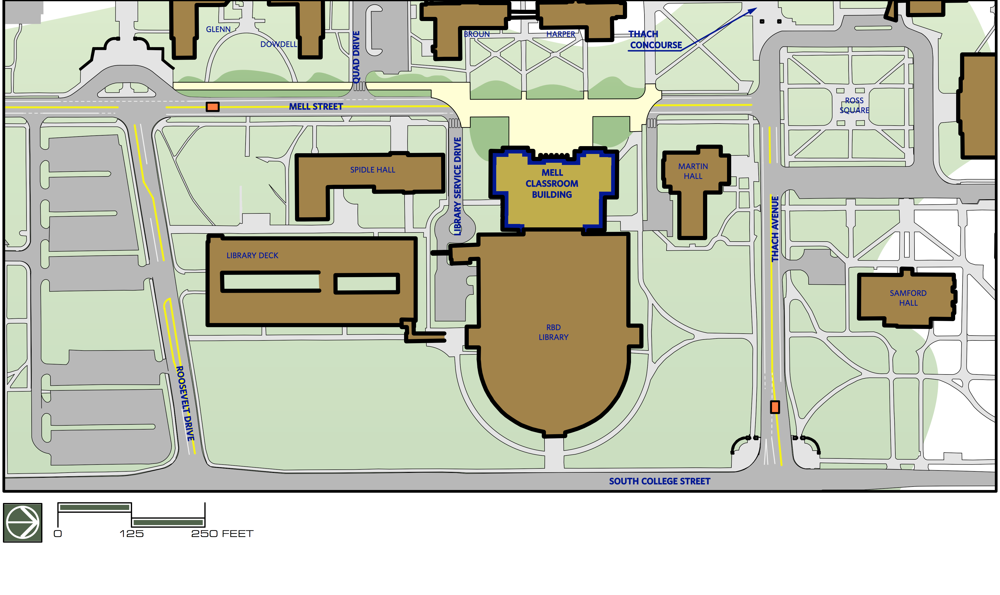 GLENN
DOWDELL
QUAD DRIVE
BROUN
HARPER
THACH
CONCOURSE
MELL STREET
ROSS
SQUARE
SPIDLE HALL
LIBRARY SERVICE DRIVE
MELL
CLASSROOM
BUILDING
MARTIN
HALL
THACH AVENUE
LIBRARY DECK
SAMFORD
HALL
RBD
LIBRARY
ROOSEVELT DRIVE
SOUTH COLLEGE STREET
0 125 250 FEET